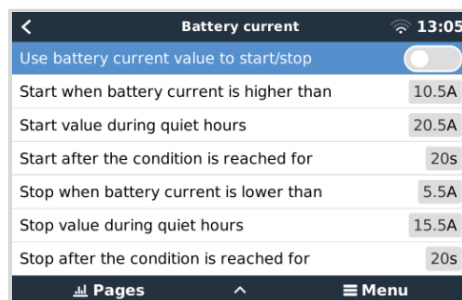 Battery current 13:05
Use battery current value to start/stop
Start when battery current is higher than 10.5A
Start value during quiet hours 20.5A
Start after the condition is reached for 20s
Stop when battery current is lower than 5.5A
Stop value during quiet hours 15.5A
Stop after the condition is reached for 20s
Pages Menu